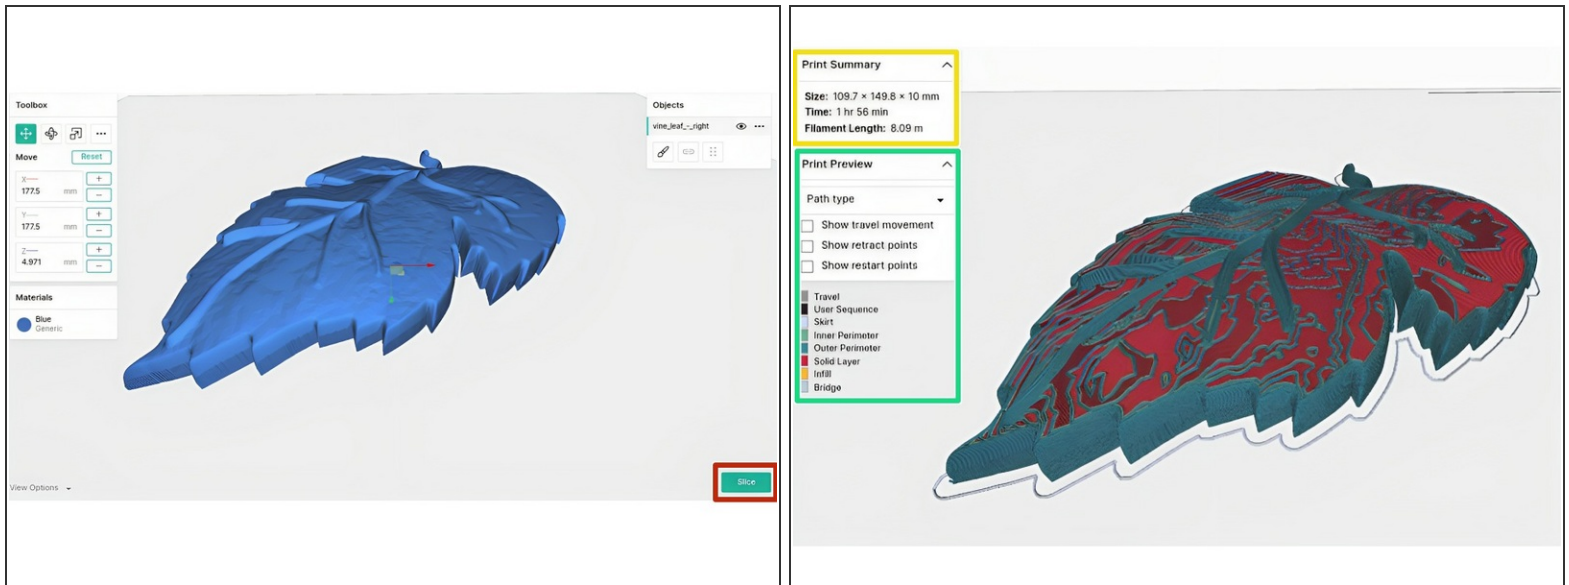 Toolbox
Move
Reset
X
177.5 mm
+
−
Y
177.5 mm
+
−
Z
4.971 mm
+
−
Materials
Blue
Generic
View Options
Objects
vine_leaf_-_right
Slice
Print Summary
Size: 109.7 × 149.8 × 10 mm
Time: 1 hr 56 min
Filament Length: 8.09 m
Print Preview
Path type
Show travel movement
Show retract points
Show restart points
Travel
User Sequence
Skirt
Inner Perimeter
Outer Perimeter
Solid Layer
Infill
Bridge